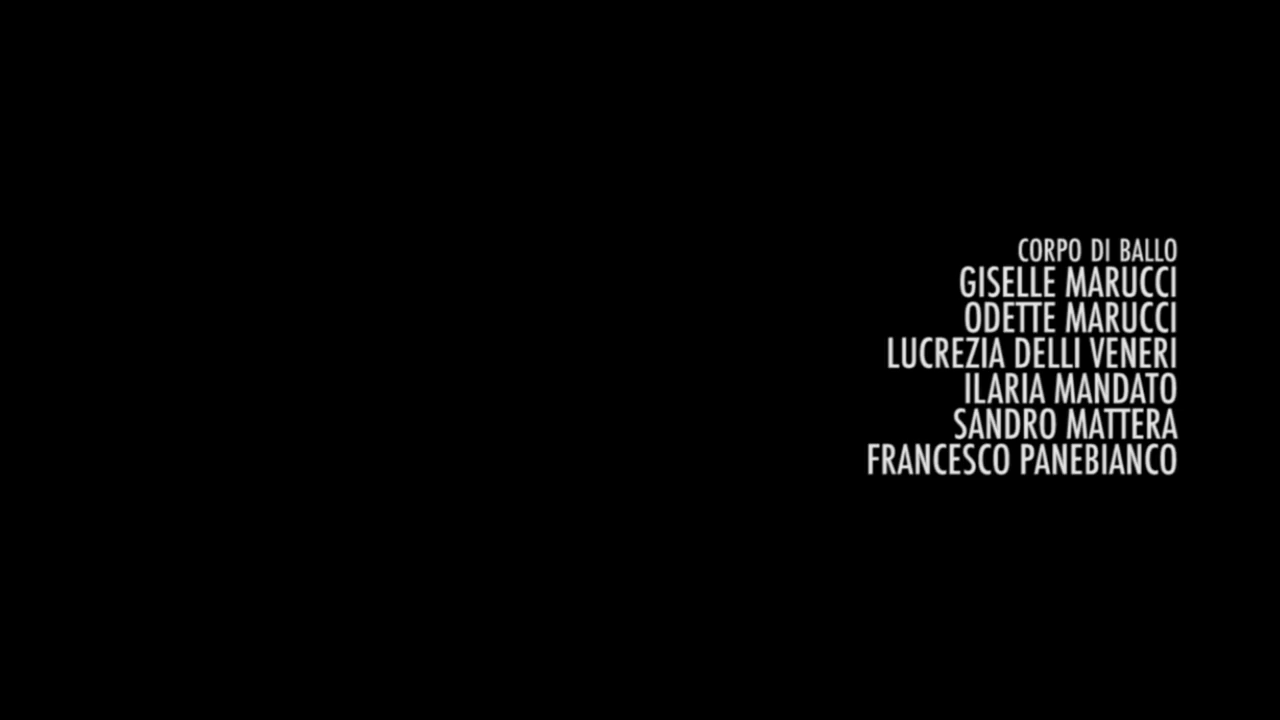 CORPO DI BALLO
GISELLE MARUCCI
ODETTE MARUCCI
LUCREZIA DELLI VENERI
ILARIA MANDATO
SANDRO MATTERA
FRANCESCO PANEBIANCO